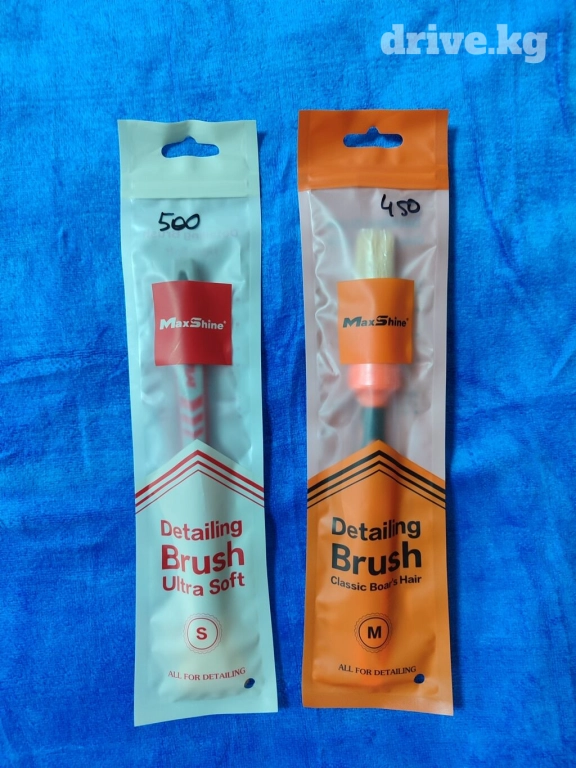 drive.kg
500
MaxShine®
Detailing
Brush
Ultra Soft
S
ALL FOR DETAILING
450
MaxShine®
Detailing
Brush
Classic Boar's Hair
M
ALL FOR DETAILING